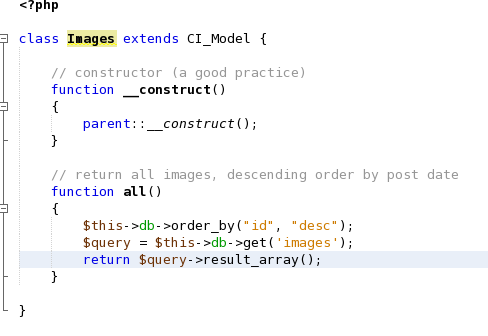 <?php
class Images extends CI_Model {
// constructor (a good practice)
function __construct()
{
parent::__construct();
}
// return all images, descending order by post date
function all()
{
$this->db->order_by("id", "desc");
$query = $this->db->get('images');
return $query->result_array();
}
}